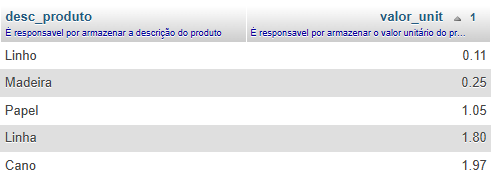 desc_produto valor_unit 1
É responsavel por armazenar a descrição do produto É responsavel por armazenar o valor unitário do pr...
Linho 0.11
Madeira 0.25
Papel 1.05
Linha 1.80
Cano 1.97